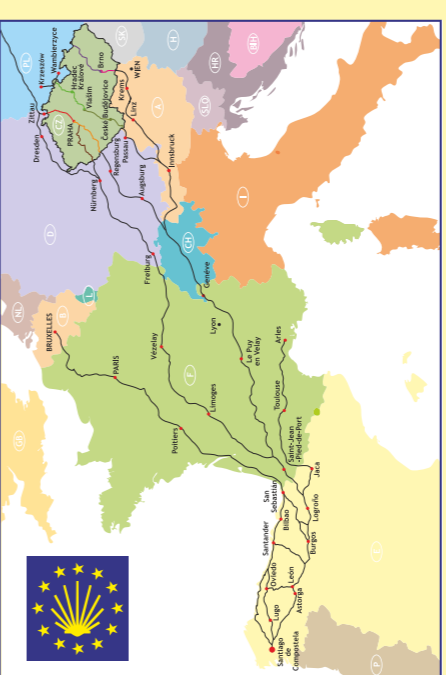 PL
Krzeszów
Wambierzyce
Zittau
Hradec
Králové
Brno
SK
H
HR
BIH
SLO
Dresden
CZ
PRAHA
Vlašim
České Budějovice
Krems
WIEN
Linz
A
Passau
Regensburg
Nürnberg
Augsburg
Innsbruck
D
NL
B
L
BRUXELLES
Freiburg
CH
Genève
I
GB
PARIS
Vézelay
Lyon
F
Limoges
Le Puy
en Velay
Arles
Poitiers
Toulouse
Saint-Jean
-Pied-de-Port
Jaca
San
Sebastián
Bilbao
Logroño
Santander
Burgos
E
Oviedo
León
Lugo
Astorga
Santiago
de
Compostela
P